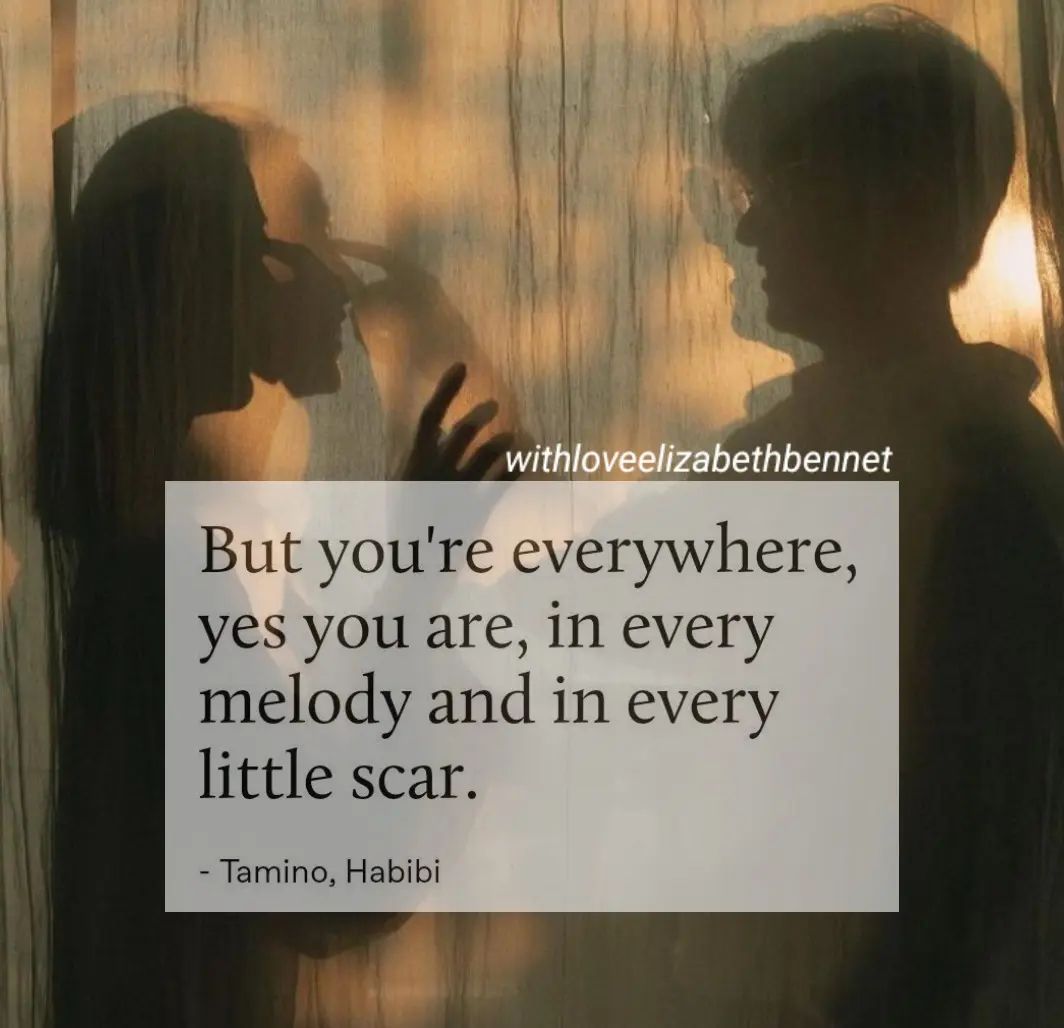 withloveelizabethbennet
But you're everywhere,
yes you are, in every
melody and in every
little scar.
- Tamino, Habibi